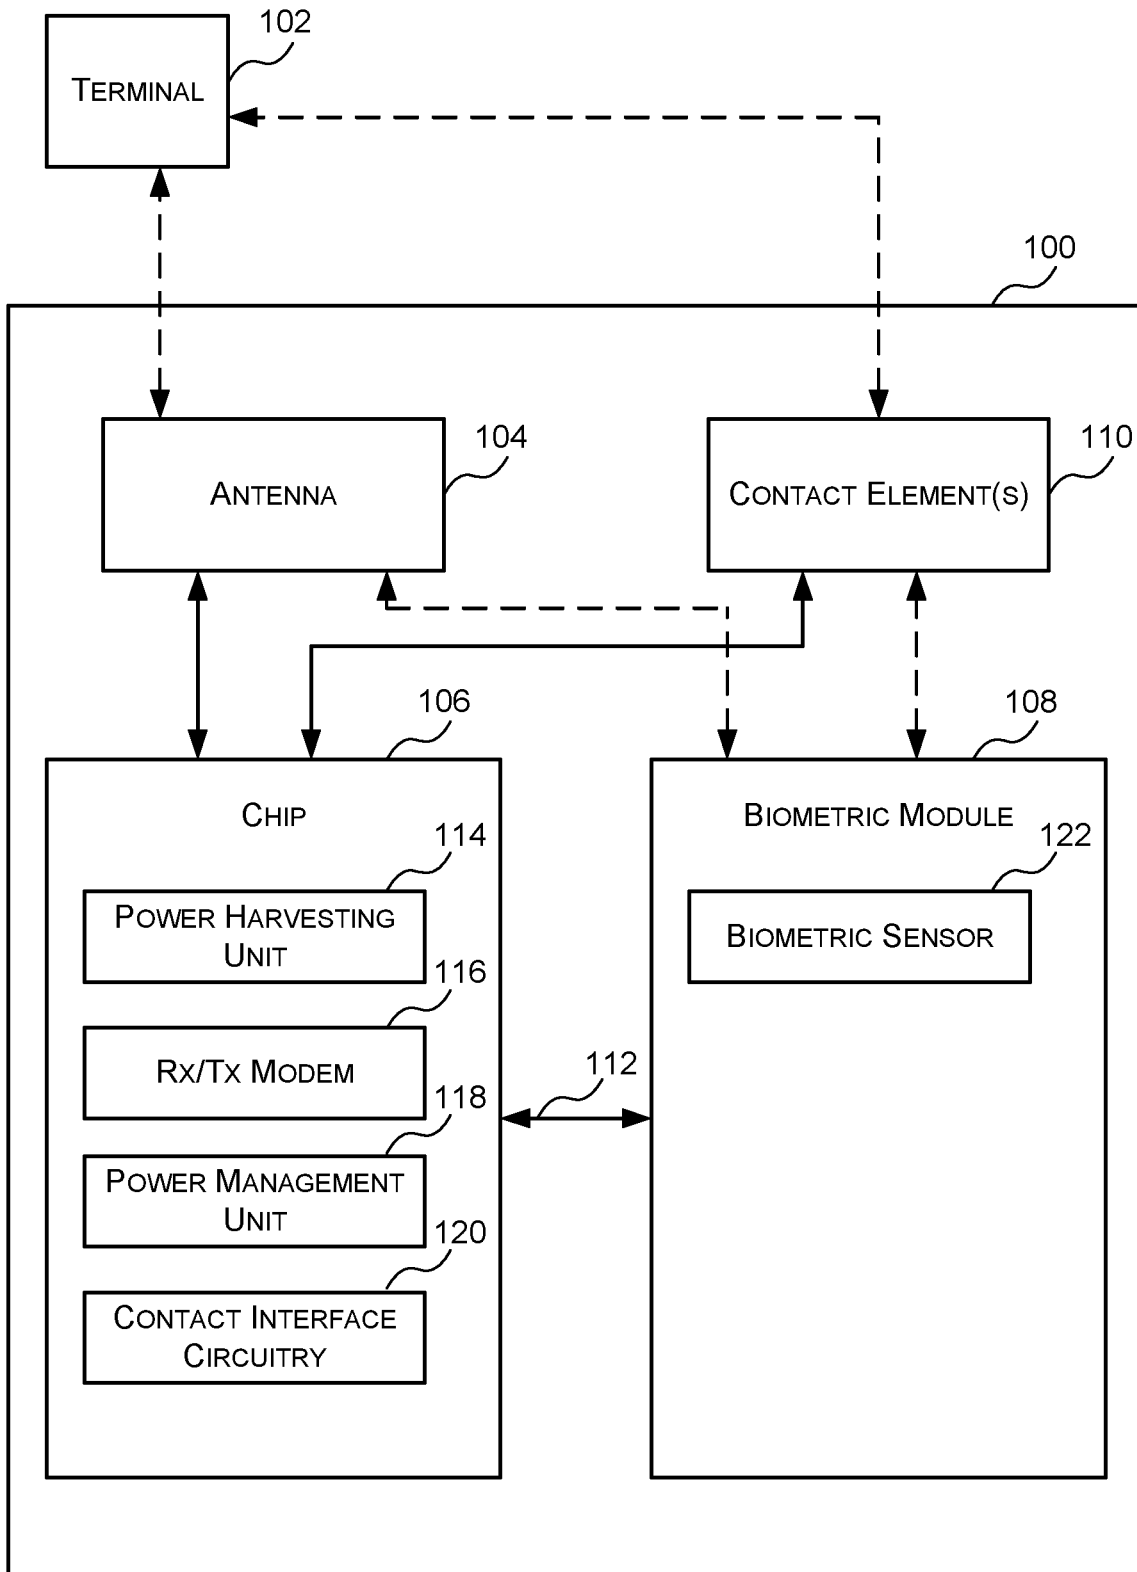 102
TERMINAL
100
104
ANTENNA
110
CONTACT ELEMENT(S)
106
CHIP
114
POWER HARVESTING
UNIT
116
RX/TX MODEM
118
POWER MANAGEMENT
UNIT
120
CONTACT INTERFACE
CIRCUITRY
112
108
BIOMETRIC MODULE
122
BIOMETRIC SENSOR